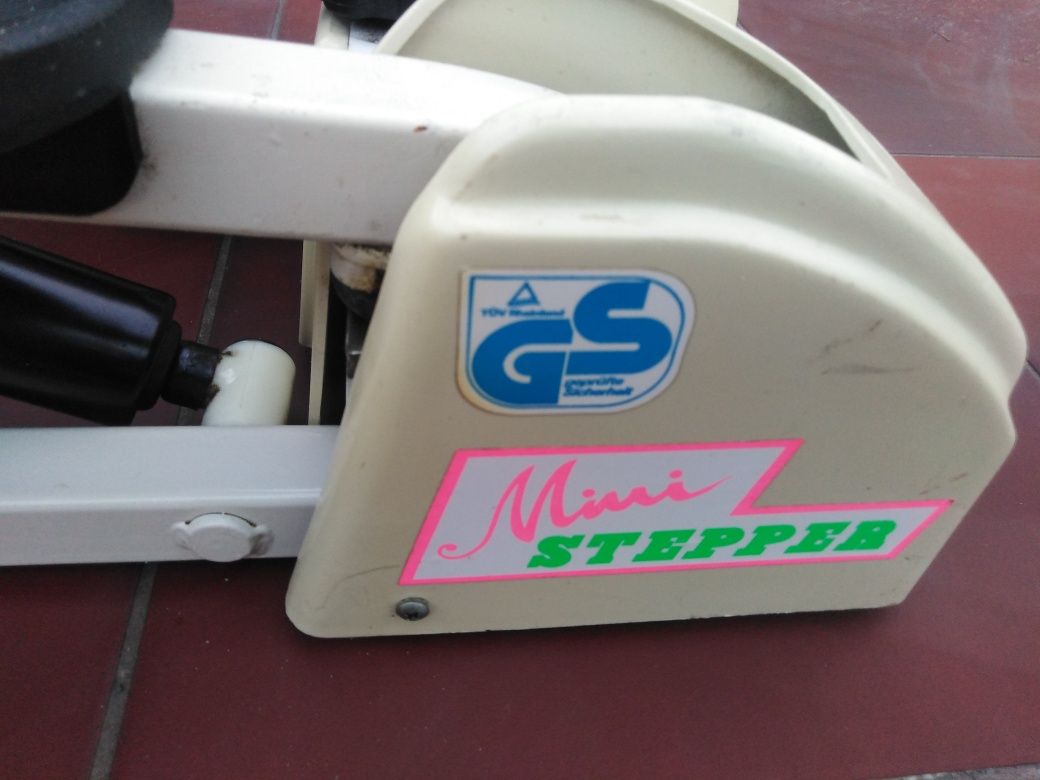 TÜV Rheinland
GS
geprüfte
Sicherheit
Mini
STEPPER